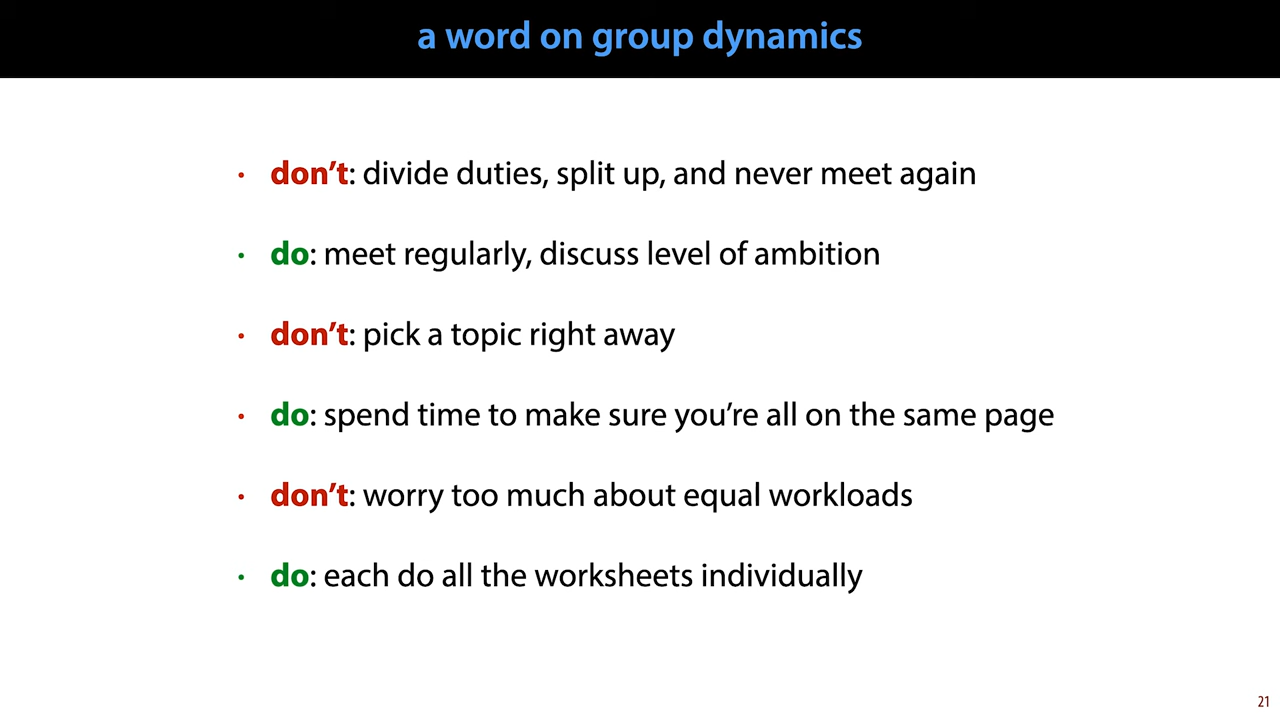 a word on group dynamics
• don’t: divide duties, split up, and never meet again
• do: meet regularly, discuss level of ambition
• don’t: pick a topic right away
• do: spend time to make sure you’re all on the same page
• don’t: worry too much about equal workloads
• do: each do all the worksheets individually
21